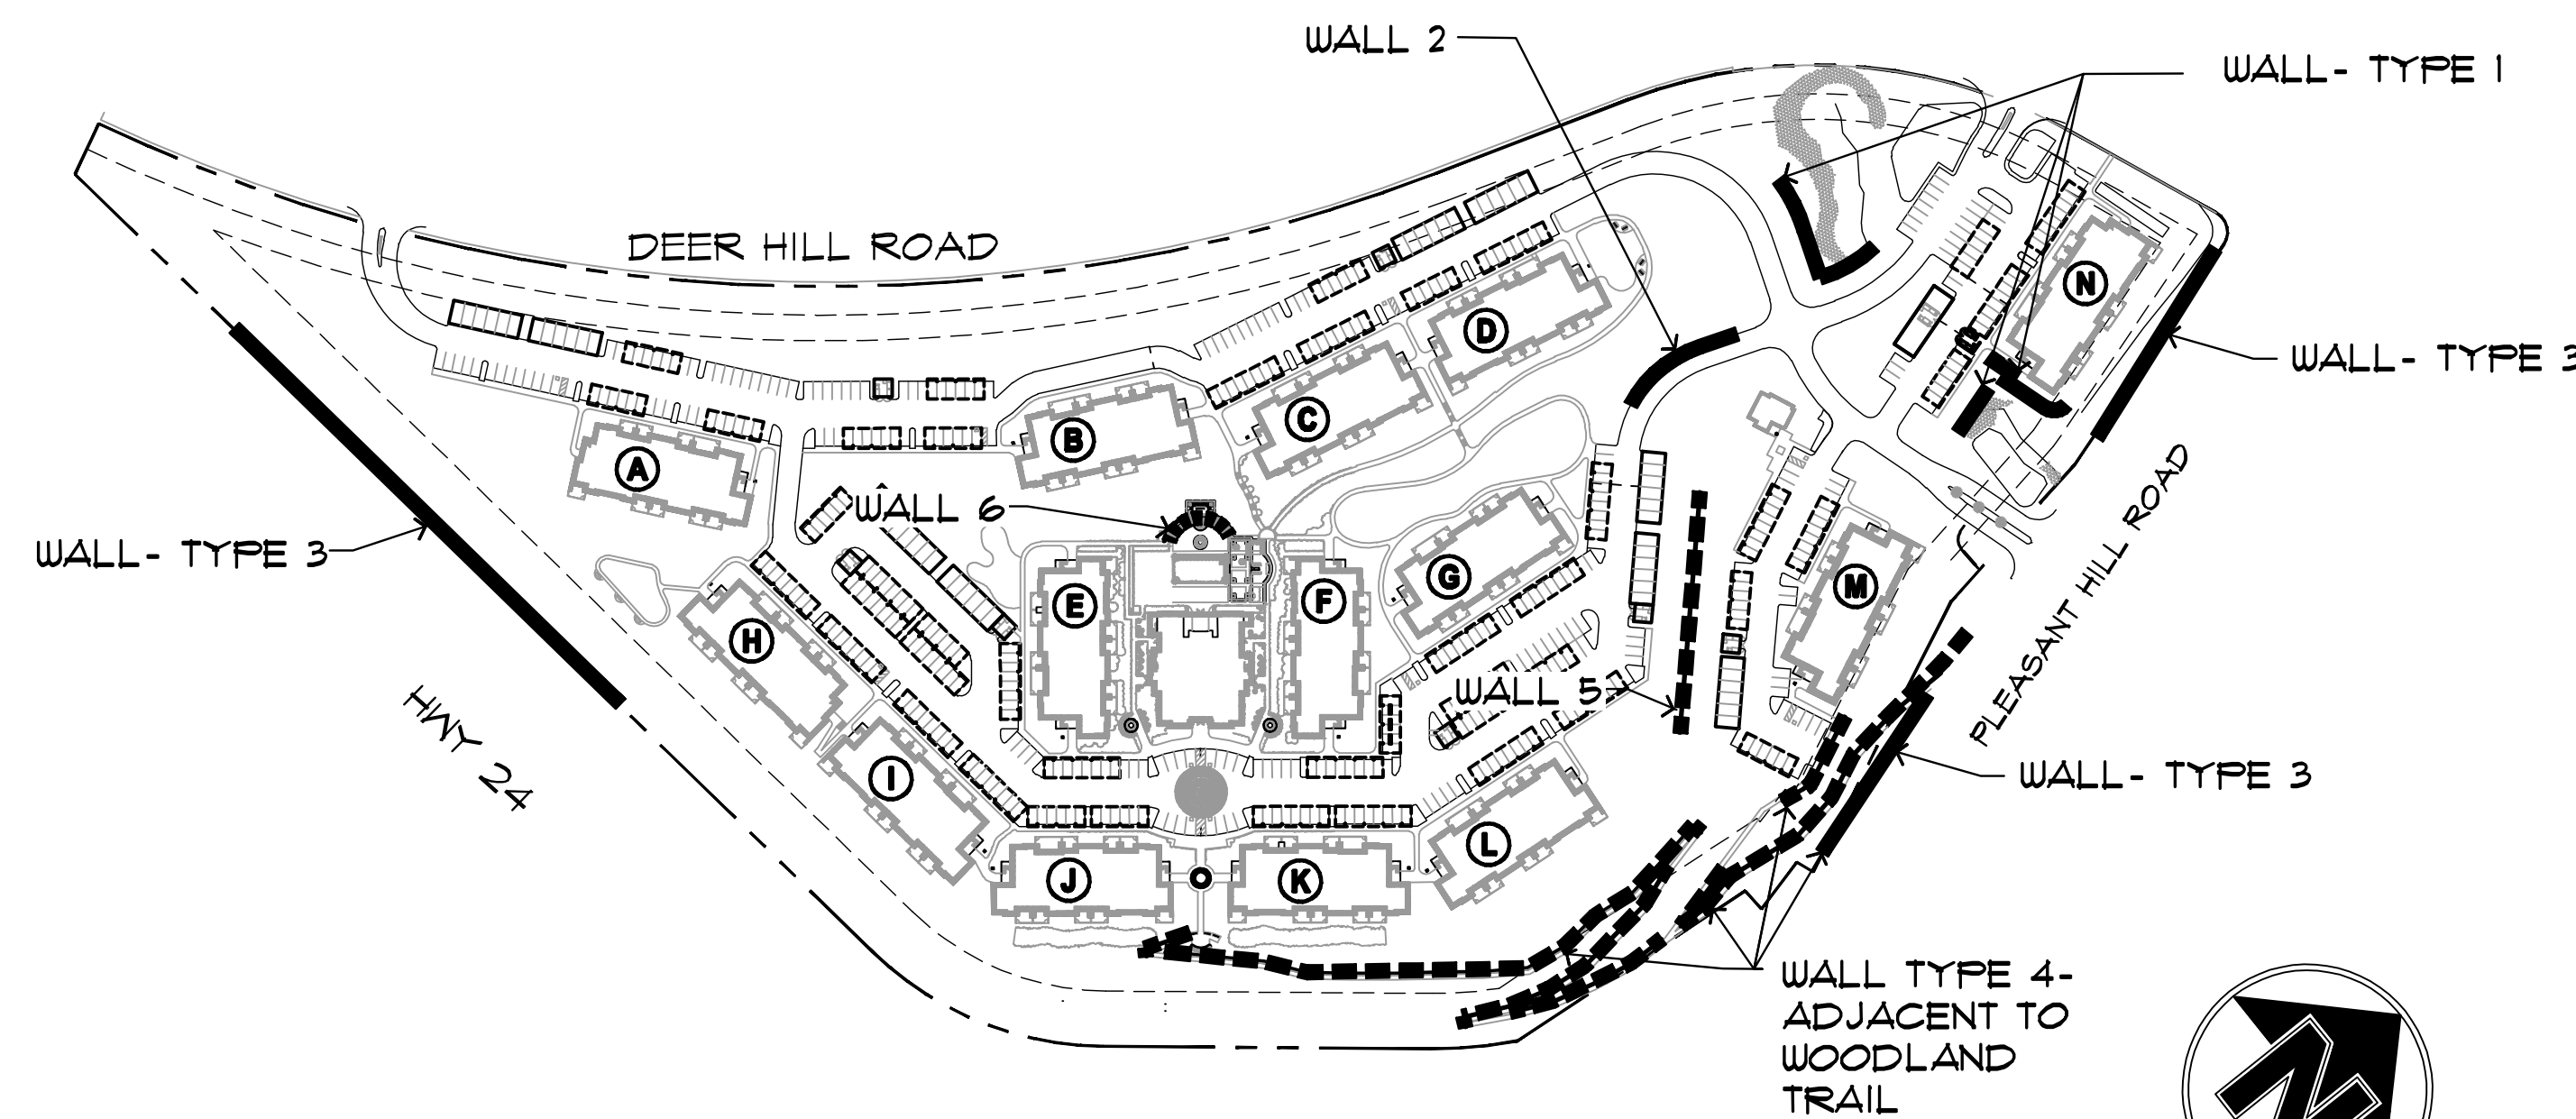 WALL 2
WALL- TYPE 1
DEER HILL ROAD
N
D
WALL- TYPE 3
C
B
A
WALL 6
WALL- TYPE 3
G
M
E
F
H
PLEASANT HILL ROAD
WALL 5
HWY 24
I
WALL- TYPE 3
L
J
K
WALL TYPE 4-
ADJACENT TO
WOODLAND
TRAIL
N